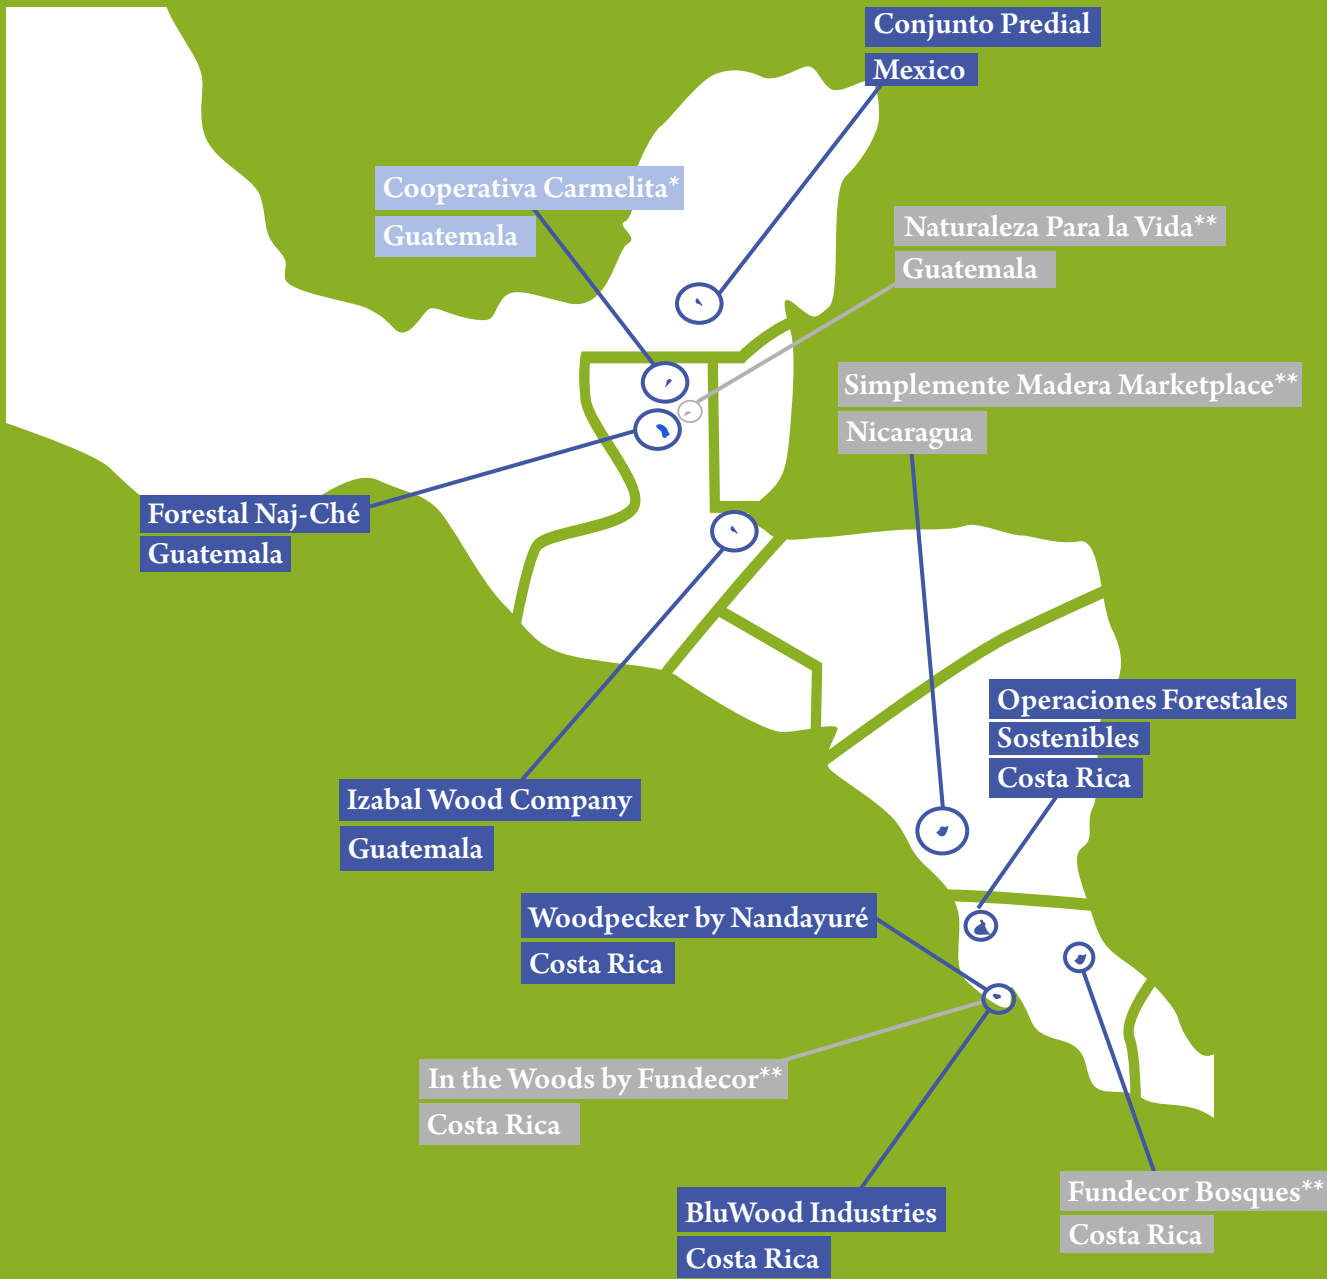 Conjunto Predial
Mexico
Cooperativa Carmelita*
Guatemala
Naturaleza Para la Vida**
Guatemala
Simplemente Madera Marketplace**
Nicaragua
Forestal Naj-Ché
Guatemala
Operaciones Forestales
Sostenibles
Costa Rica
Izabal Wood Company
Guatemala
Woodpecker by Nandayuré
Costa Rica
In the Woods by Fundecor**
Costa Rica
Fundecor Bosques**
Costa Rica
BluWood Industries
Costa Rica